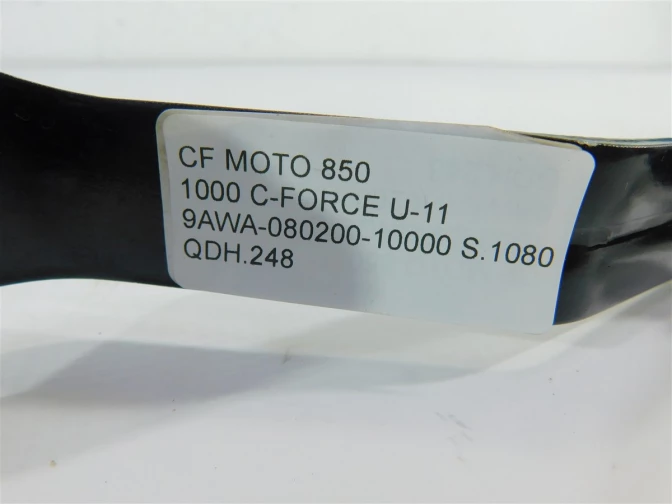 CF MOTO 850
1000 C-FORCE U-11
9AWA-080200-10000 S.1080
QDH.248